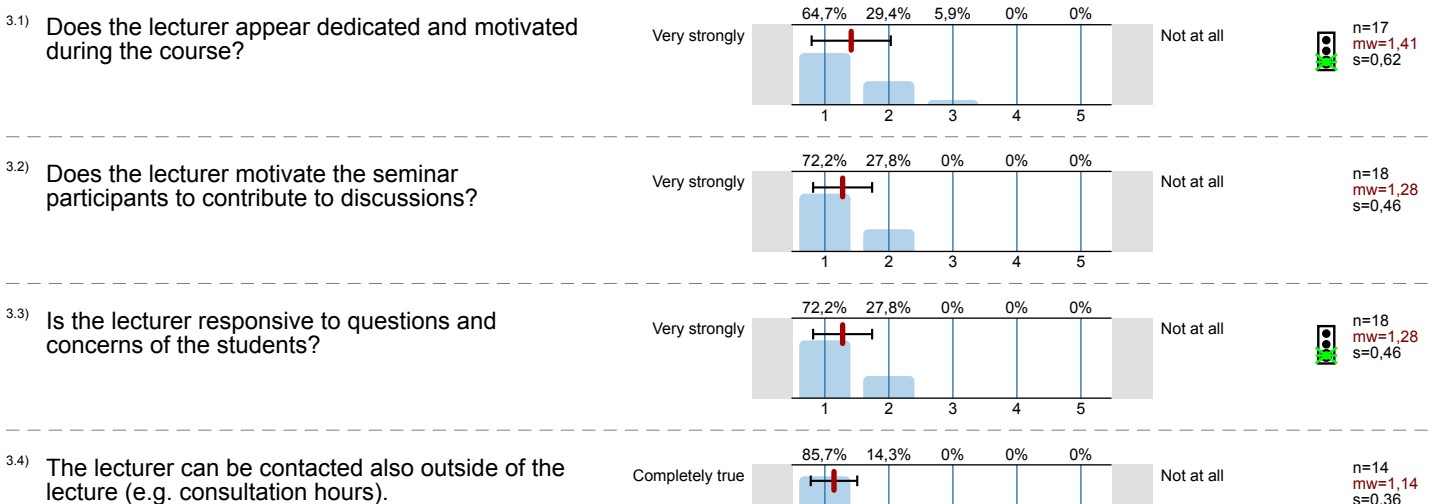 3.1) Does the lecturer appear dedicated and motivated
during the course?
Very strongly
64,7% 29,4% 5,9% 0% 0%
1 2 3 4 5
Not at all
n=17
mw=1,41
s=0,62
3.2) Does the lecturer motivate the seminar
participants to contribute to discussions?
Very strongly
72,2% 27,8% 0% 0% 0%
1 2 3 4 5
Not at all
n=18
mw=1,28
s=0,46
3.3) Is the lecturer responsive to questions and
concerns of the students?
Very strongly
72,2% 27,8% 0% 0% 0%
1 2 3 4 5
Not at all
n=18
mw=1,28
s=0,46
3.4) The lecturer can be contacted also outside of the
lecture (e.g. consultation hours).
Completely true
85,7% 14,3% 0% 0% 0%
Not at all
n=14
mw=1,14
s=0,36